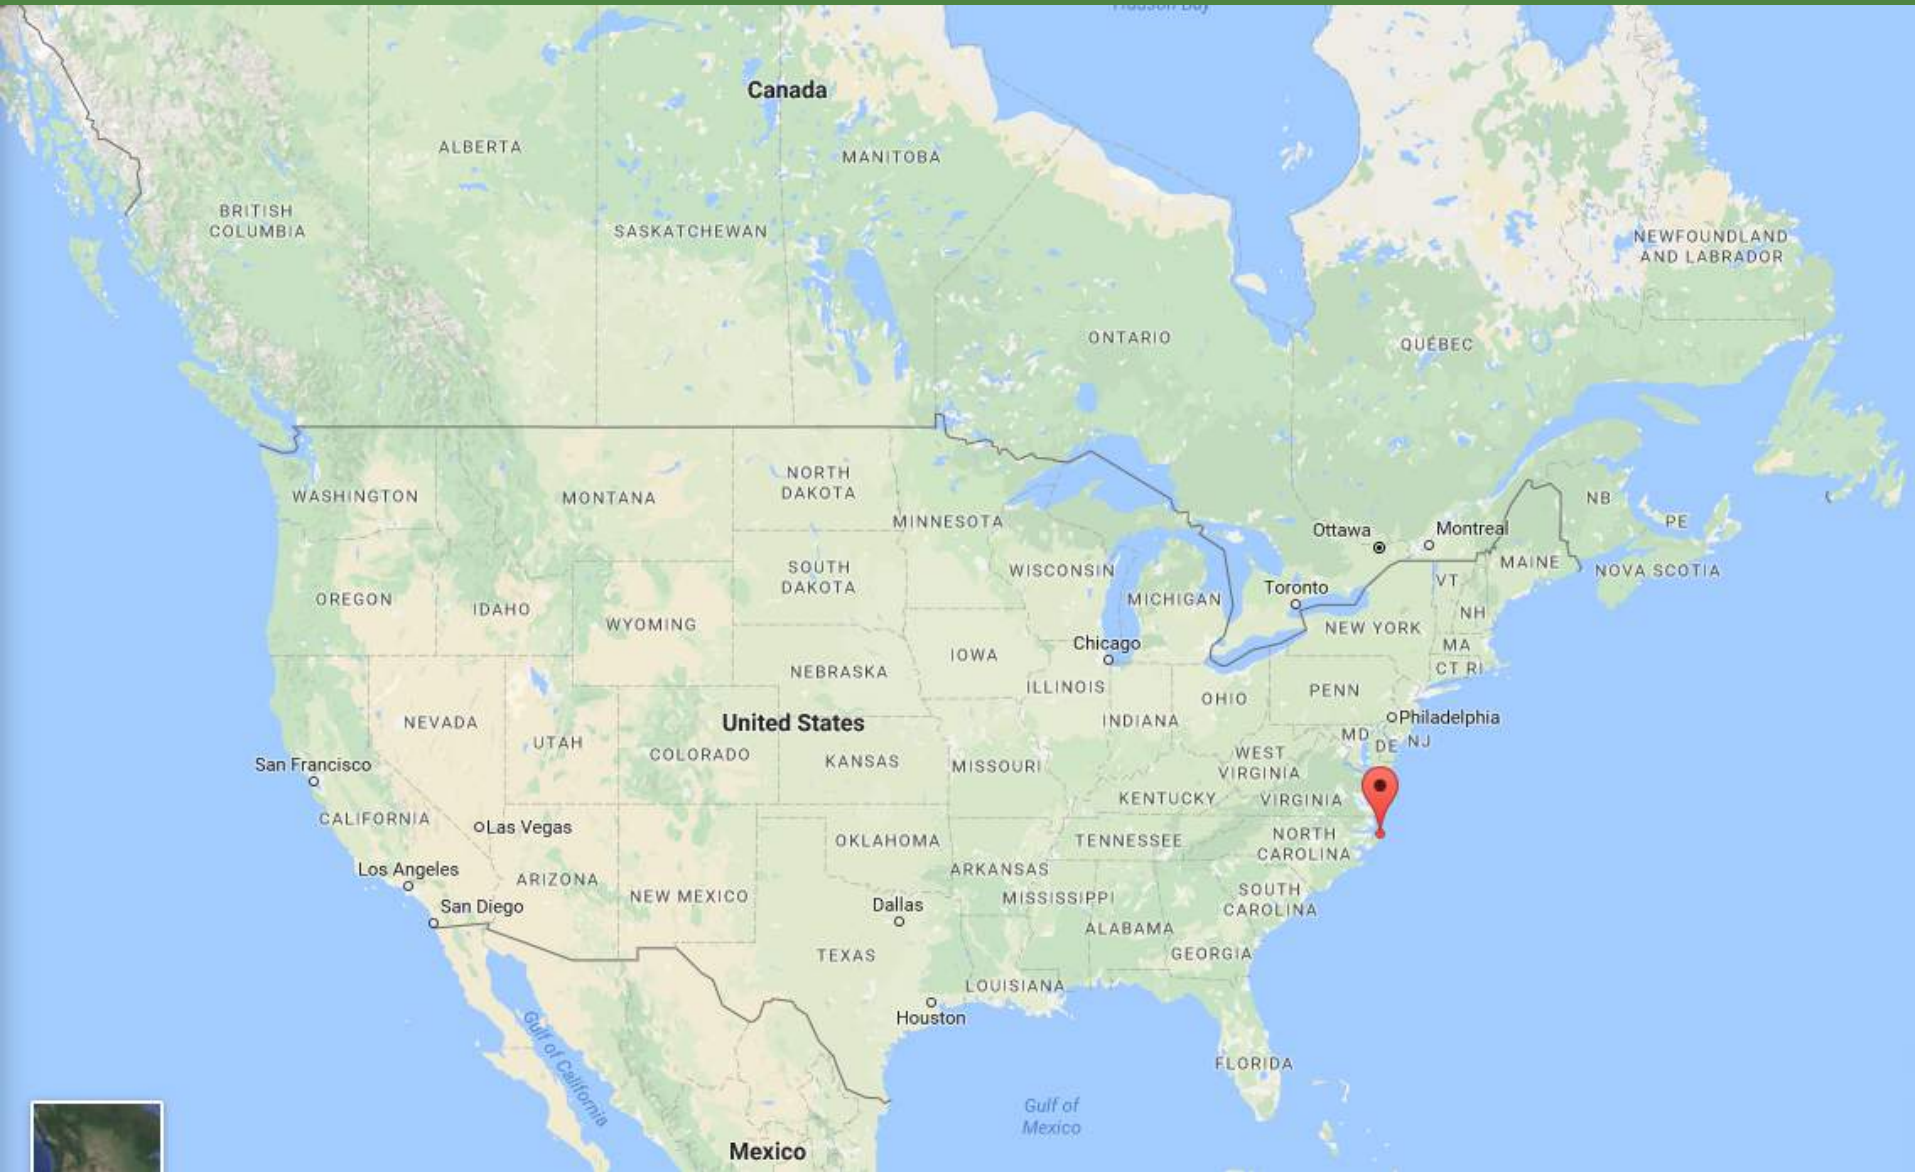 Hudson Bay
Canada
ALBERTA
MANITOBA
BRITISH
COLUMBIA
SASKATCHEWAN
NEWFOUNDLAND
AND LABRADOR
ONTARIO
QUÉBEC
WASHINGTON
MONTANA
NORTH
DAKOTA
MINNESOTA
Ottawa
Montreal
NB
PE
MAINE
NOVA SCOTIA
SOUTH
DAKOTA
WISCONSIN
MICHIGAN
Toronto
VT
OREGON
IDAHO
WYOMING
NH
NEW YORK
Chicago
MA
IOWA
NEBRASKA
CT RI
ILLINOIS
OHIO
PENN
NEVADA
United States
INDIANA
Philadelphia
UTAH
COLORADO
MD
DE
NJ
San Francisco
KANSAS
MISSOURI
WEST
VIRGINIA
KENTUCKY
VIRGINIA
CALIFORNIA
Las Vegas
OKLAHOMA
TENNESSEE
NORTH
CAROLINA
Los Angeles
ARIZONA
NEW MEXICO
ARKANSAS
San Diego
Dallas
MISSISSIPPI
SOUTH
CAROLINA
ALABAMA
TEXAS
GEORGIA
LOUISIANA
Houston
Gulf of California
FLORIDA
Gulf of
Mexico
Mexico